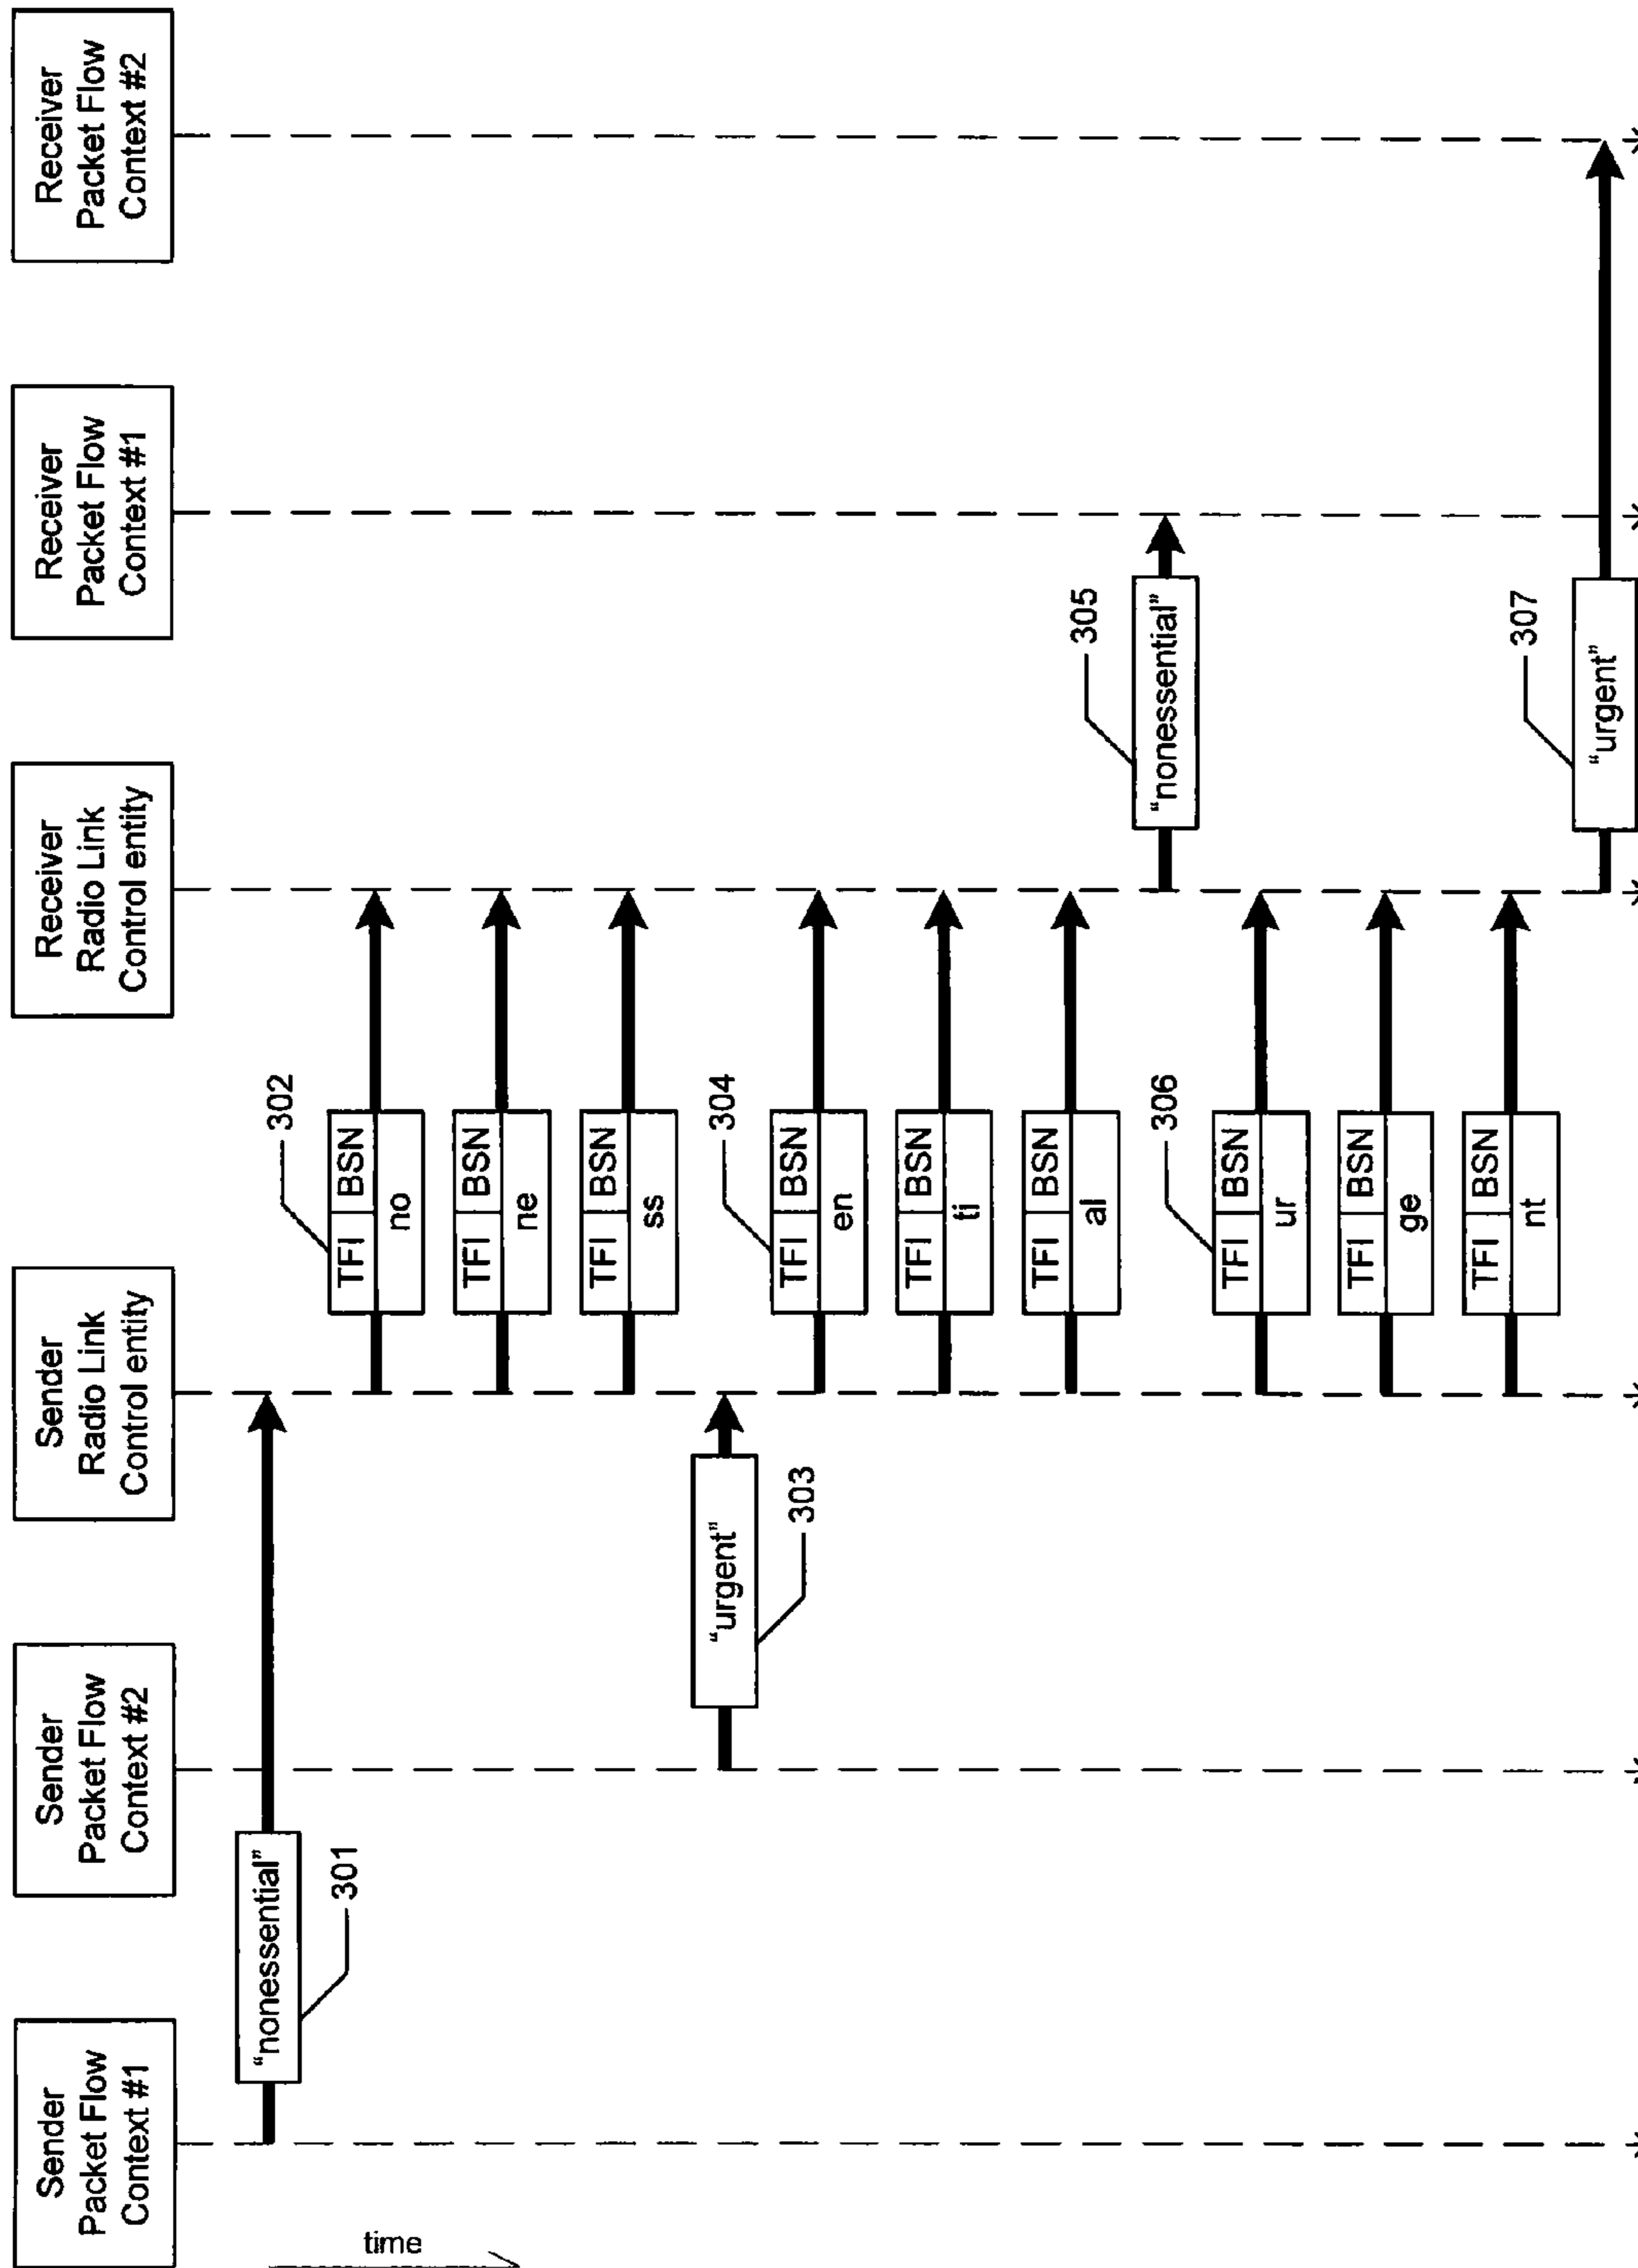 Sender
Packet Flow
Context #1
Sender
Packet Flow
Context #2
Sender
Radio Link
Control entity
Receiver
Radio Link
Control entity
Receiver
Packet Flow
Context #1
Receiver
Packet Flow
Context #2
time
“nonessential”
301
302
TFI BSN
no
TFI BSN
ne
TFI BSN
ss
“urgent”
303
304
TFI BSN
en
TFI BSN
ti
TFI BSN
al
305
“nonessential”
306
TFI BSN
ur
TFI BSN
ge
TFI BSN
nt
307
“urgent”